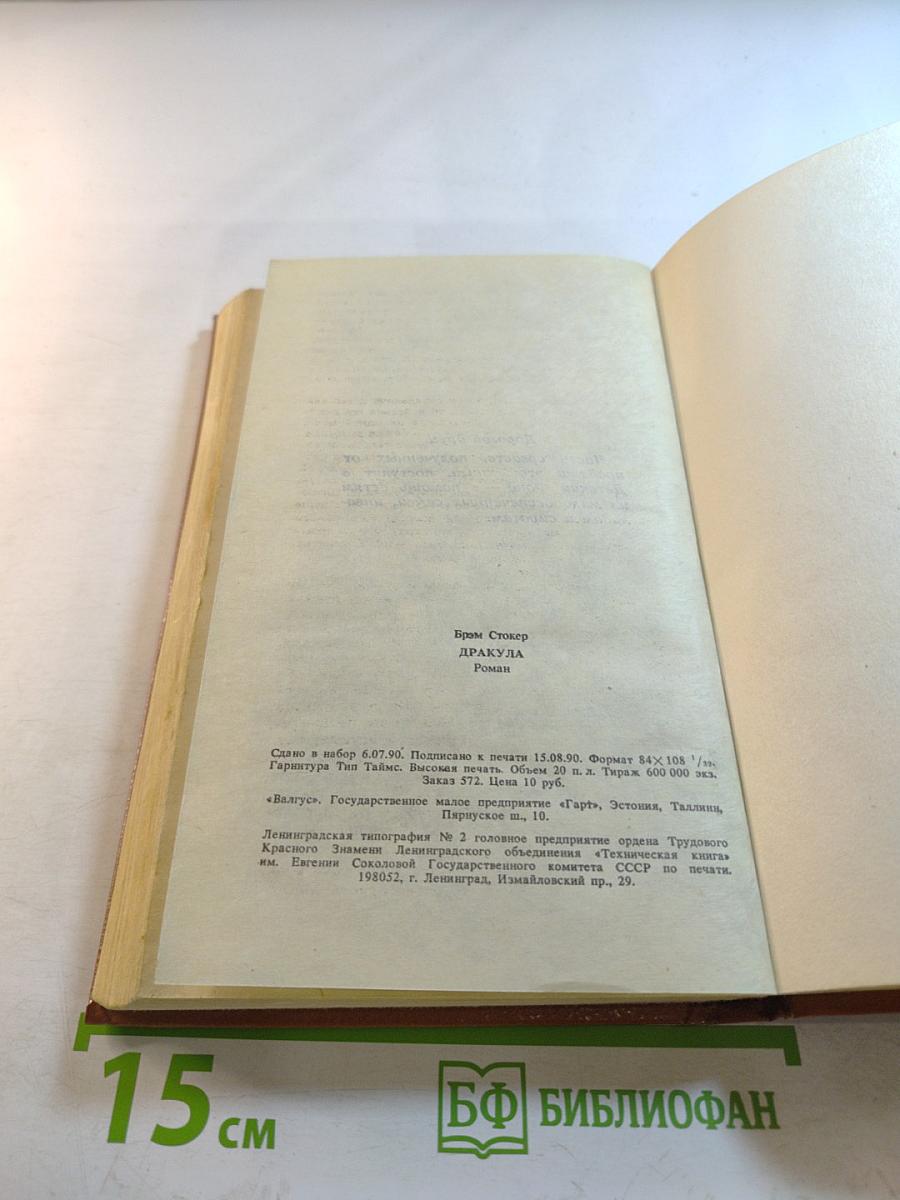 Брэм Стокер
ДРАКУЛА
Роман
Сдано в набор 6.07.90. Подписано к печати 15.08.90. Формат 84×108 1/32.
Гарнитура Тип Таймс. Высокая печать. Объем 20 п. л. Тираж 600 000 экз.
Заказ 572. Цена 10 руб.
«Валгус». Государственное малое предприятие «Гарt», Эстония, Таллинн,
Пярнуское ш., 10.
Ленинградская типография № 2 головное предприятие ордена Трудового
Красного Знамени Ленинградского объединения «Техническая книга»
им. Евгении Соколовой Государственного комитета СССР по печати.
198052, г. Ленинград, Измайловский пр., 29.
15 см
БФ БИБЛИОФАН